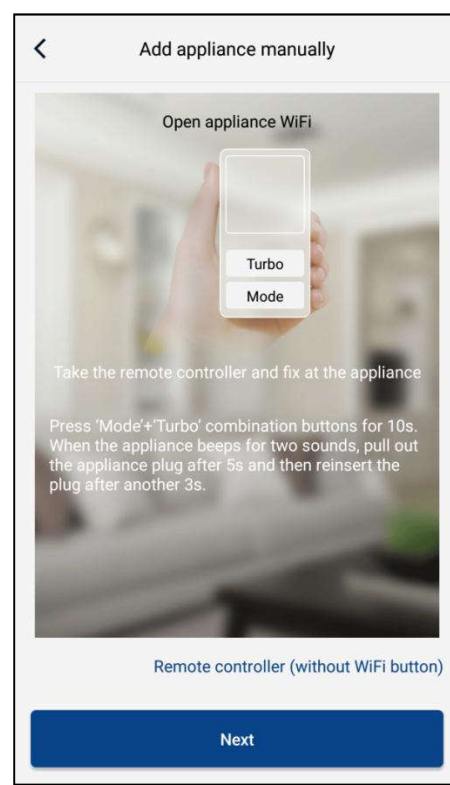 Add appliance manually
Open appliance WiFi
Turbo
Mode
Take the remote controller and fix at the appliance
Press 'Mode'+'Turbo' combination buttons for 10s.
When the appliance beeps for two sounds, pull out
the appliance plug after 5s and then reinsert the
plug after another 3s.
Remote controller (without WiFi button)
Next